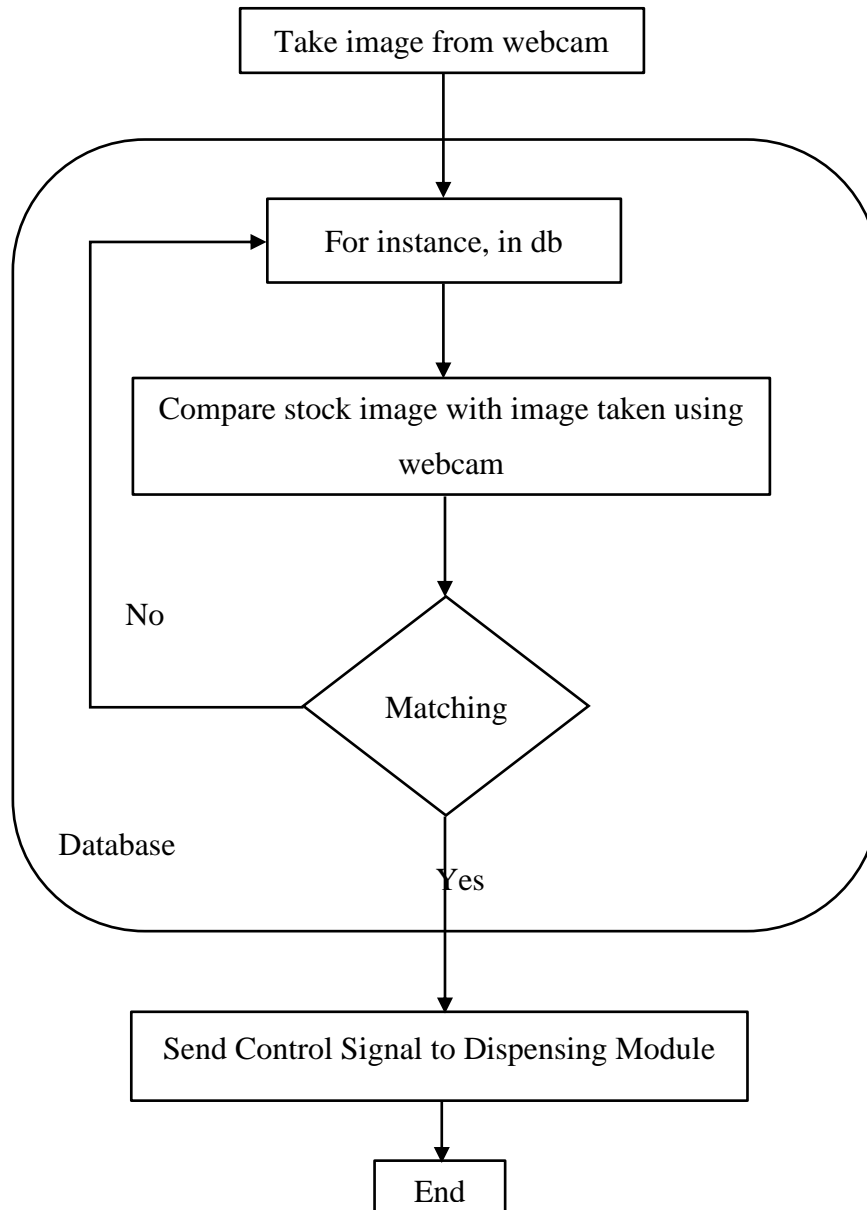 Take image from webcam
For instance, in db
Compare stock image with image taken using
webcam
No
Matching
Database
Yes
Send Control Signal to Dispensing Module
End